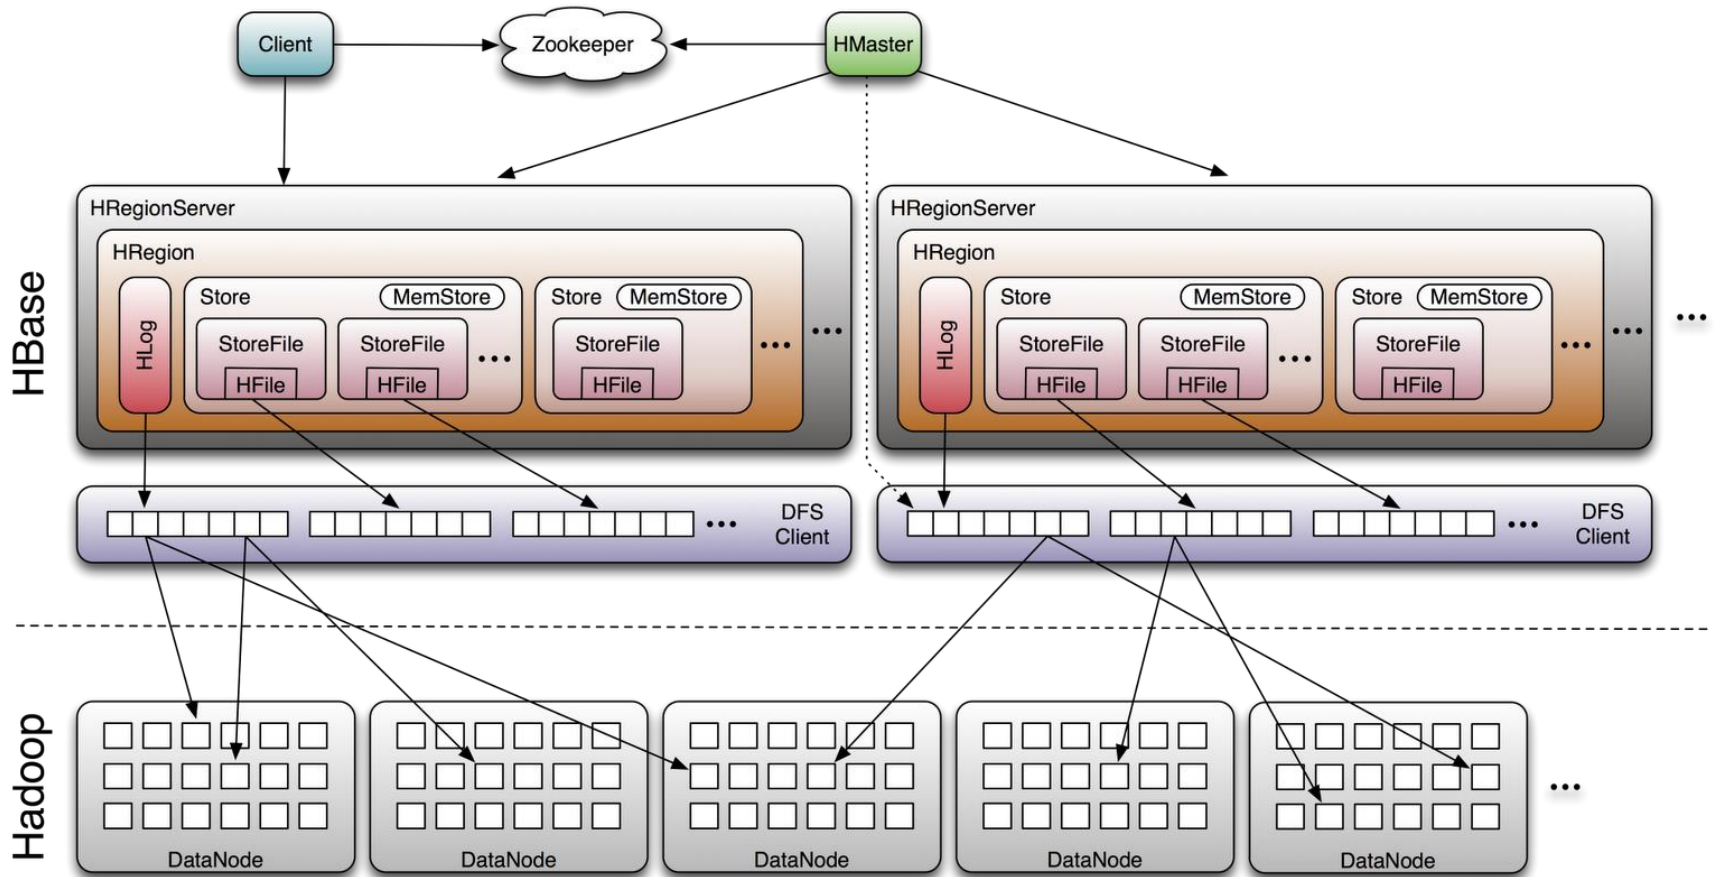 Client
Zookeeper
HMaster
HBase
HRegionServer
HRegion
HLog
Store
MemStore
StoreFile
HFile
StoreFile
HFile
...
Store
MemStore
StoreFile
HFile
...
...
HRegionServer
HRegion
HLog
Store
MemStore
StoreFile
HFile
StoreFile
HFile
...
Store
MemStore
StoreFile
HFile
...
...
...
...
DFS
Client
...
DFS
Client
Hadoop
DataNode
DataNode
DataNode
DataNode
DataNode
...